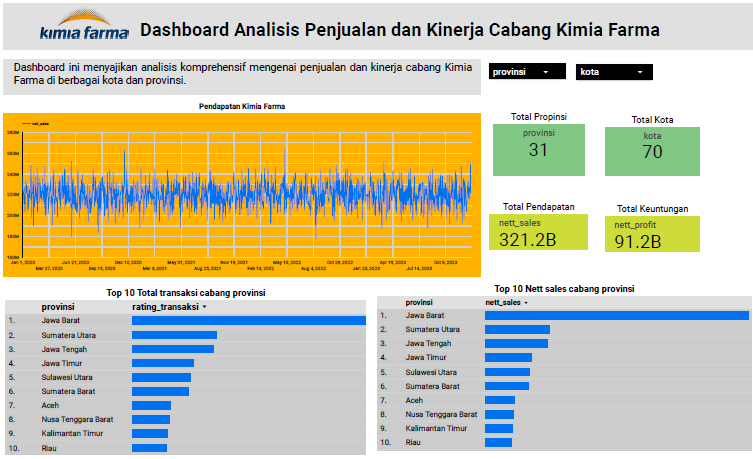 kimia farma
Dashboard Analisis Penjualan dan Kinerja Cabang Kimia Farma
Dashboard ini menyajikan analisis komprehensif mengenai penjualan dan kinerja cabang Kimia
Farma di berbagai kota dan provinsi.
provinsi
kota
Pendapatan Kimia Farma
nett_sales
280M
260M
240M
220M
200M
180M
160M
Jan 1, 2020
Mar 27, 2020
Jun 21, 2020
Sep 15, 2020
Dec 10, 2020
Mar 6, 2021
May 31, 2021
Aug 25, 2021
Nov 19, 2021
Feb 13, 2022
May 10, 2022
Aug 4, 2022
Oct 29, 2022
Jan 23, 2023
Apr 19, 2023
Jul 14, 2023
Oct 8, 2023
Total Propinsi
provinsi
31
Total Kota
kota
70
Total Pendapatan
nett_sales
321.2B
Total Keuntungan
nett_profit
91.2B
Top 10 Total transaksi cabang provinsi
provinsi rating_transaksi
1. Jawa Barat
2. Sumatera Utara
3. Jawa Tengah
4. Jawa Timur
5. Sulawesi Utara
6. Sumatera Barat
7. Aceh
8. Nusa Tenggara Barat
9. Kalimantan Timur
10. Riau
Top 10 Nett sales cabang provinsi
provinsi nett_sales
1. Jawa Barat
2. Sumatera Utara
3. Jawa Tengah
4. Jawa Timur
5. Sulawesi Utara
6. Sumatera Barat
7. Aceh
8. Nusa Tenggara Barat
9. Kalimantan Timur
10. Riau